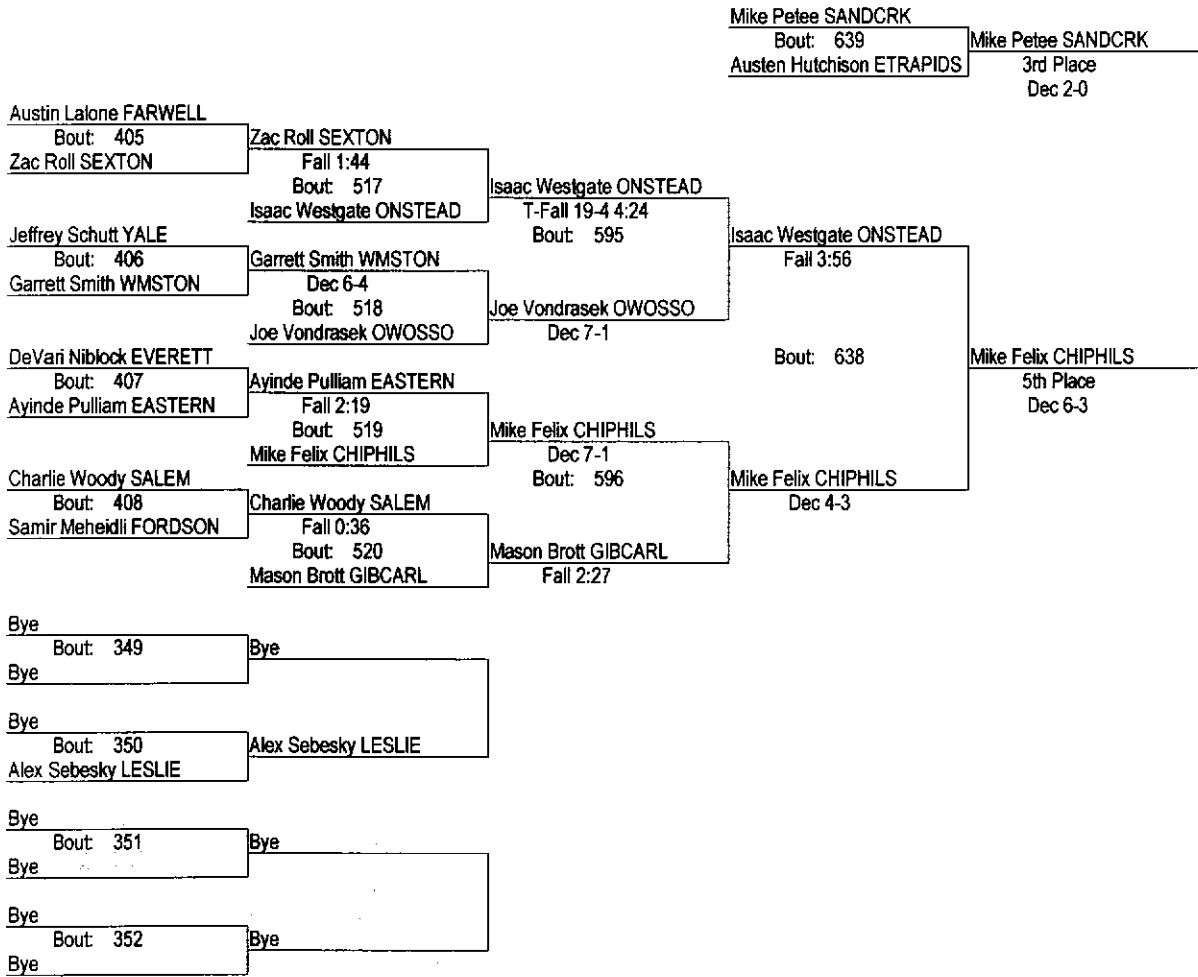 Mike Petee SANDCRK
Bout: 639
Austen Hutchison ETRAPIDS
Mike Petee SANDCRK
3rd Place
Dec 2-0
Austin Lalone FARWELL
Bout: 405
Zac Roll SEXTON
Zac Roll SEXTON
Fall 1:44
Bout: 517
Isaac Westgate ONSTEAD
Isaac Westgate ONSTEAD
T-Fall 19-4 4:24
Bout: 595
Jeffrey Schutt YALE
Bout: 406
Garrett Smith WMSTON
Garrett Smith WMSTON
Dec 6-4
Bout: 518
Joe Vondrasek OWOSSO
Joe Vondrasek OWOSSO
Dec 7-1
Isaac Westgate ONSTEAD
Fall 3:56
Bout: 638
DeVari Niblock EVERETT
Bout: 407
Ayinde Pulliam EASTERN
Ayinde Pulliam EASTERN
Fall 2:19
Bout: 519
Mike Felix CHIPHILS
Mike Felix CHIPHILS
Dec 7-1
Bout: 596
Charlie Woody SALEM
Bout: 408
Samir Meheidli FORDSON
Charlie Woody SALEM
Fall 0:36
Bout: 520
Mason Brott GIBCARL
Mason Brott GIBCARL
Fall 2:27
Mike Felix CHIPHILS
Dec 4-3
Mike Felix CHIPHILS
5th Place
Dec 6-3
Bye
Bout: 349
Bye
Bye
Bye
Bout: 350
Alex Sebesky LESLIE
Alex Sebesky LESLIE
Bye
Bout: 351
Bye
Bye
Bye
Bout: 352
Bye
Bye